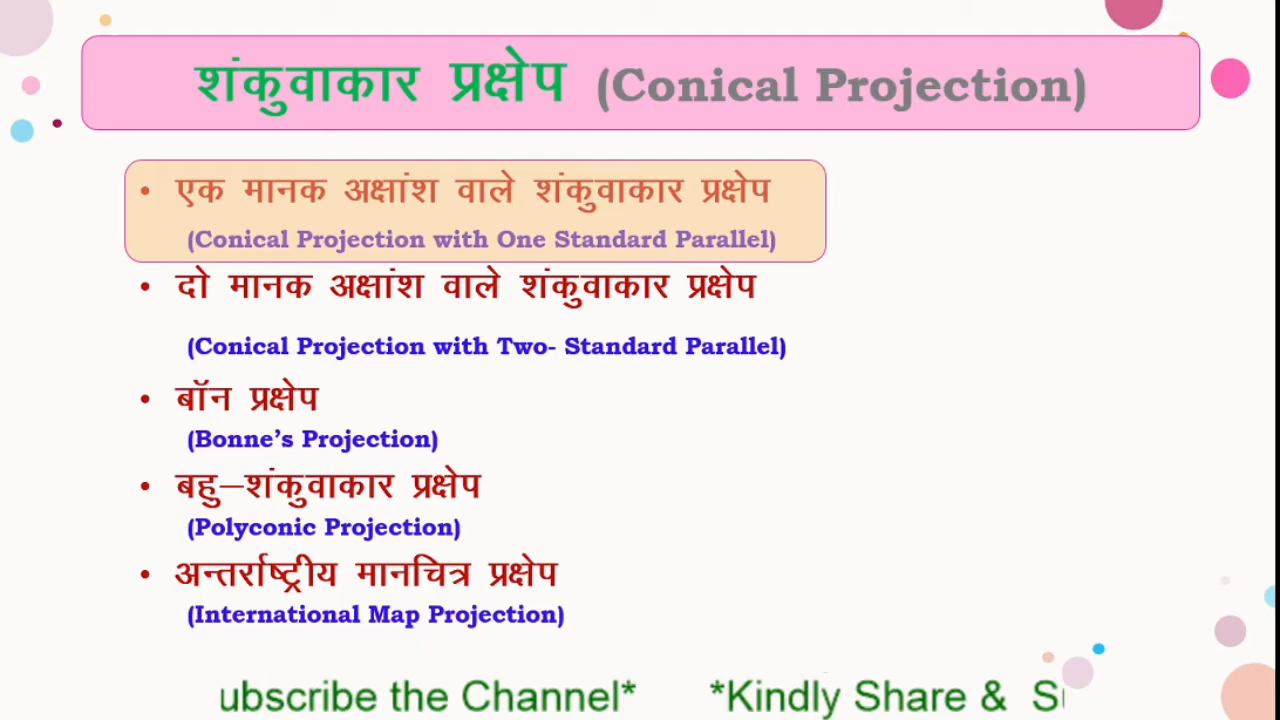 शंकुवाकार प्रक्षेप (Conical Projection)
• एक मानक अक्षांश वाले शंकुवाकार प्रक्षेप
(Conical Projection with One Standard Parallel)
• दो मानक अक्षांश वाले शंकुवाकार प्रक्षेप
(Conical Projection with Two- Standard Parallel)
• बॉन प्रक्षेप
(Bonne's Projection)
• बहु–शंकुवाकार प्रक्षेप
(Polyconic Projection)
• अन्तर्राष्ट्रीय मानचित्र प्रक्षेप
(International Map Projection)
ubscribe the Channel* *Kindly Share & S